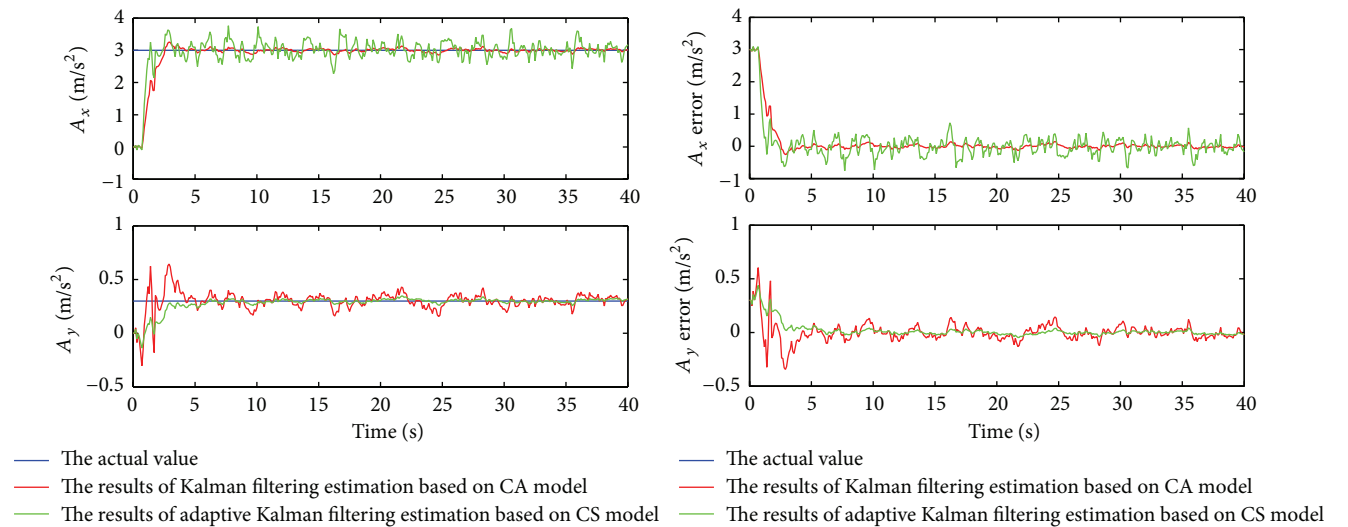 4
3
2
1
0
−1
A_x (m/s²)
0 5 10 15 20 25 30 35 40
1
0.5
0
−0.5
A_y (m/s²)
0 5 10 15 20 25 30 35 40
Time (s)
The actual value
The results of Kalman filtering estimation based on CA model
The results of adaptive Kalman filtering estimation based on CS model
4
3
2
1
0
−1
A_x error (m/s²)
0 5 10 15 20 25 30 35 40
1
0.5
0
−0.5
A_y error (m/s²)
0 5 10 15 20 25 30 35 40
Time (s)
The actual value
The results of Kalman filtering estimation based on CA model
The results of adaptive Kalman filtering estimation based on CS model